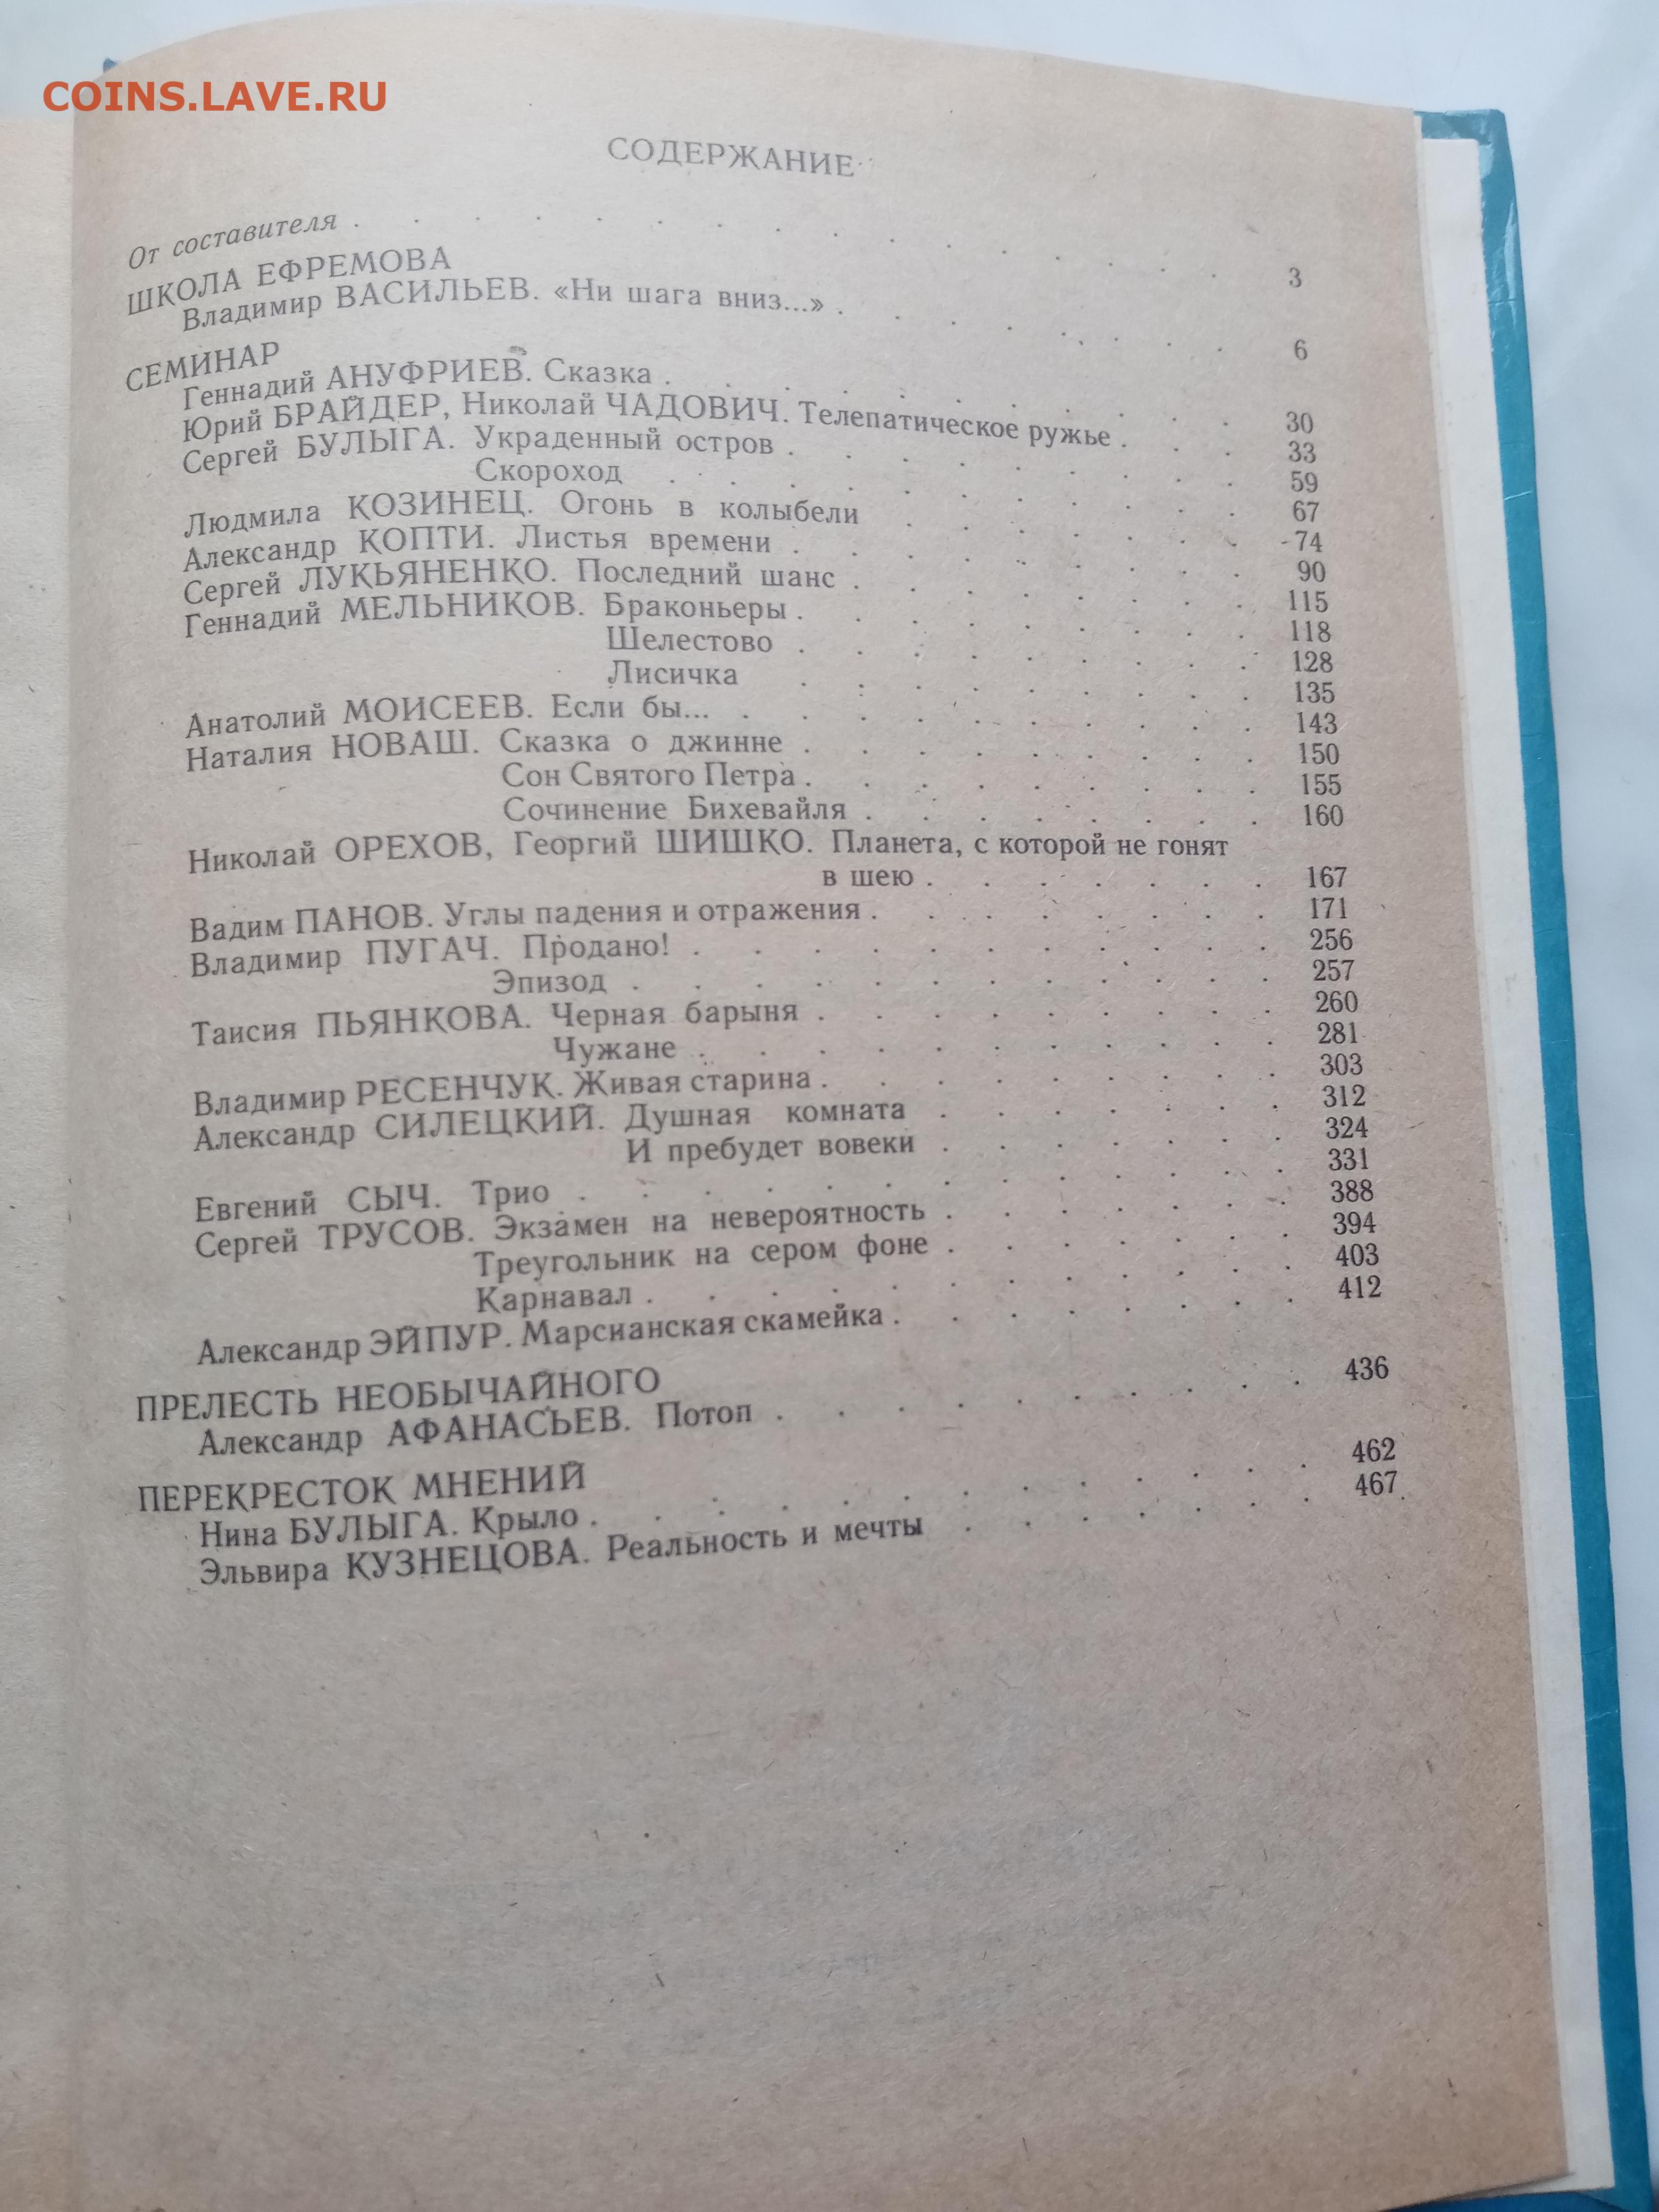 COINS.LAVE.RU
СОДЕРЖАНИЕ
От составителя . . . . . . . . . . . . . . . 3
ШКОЛА ЕФРЕМОВА
Владимир ВАСИЛЬЕВ. «Ни шага вниз...» . . . . . . . 6
СЕМИНАР
Геннадий АНУФРИЕВ. Сказка . . . . . . . . . . 30
Юрий БРАЙДЕР, Николай ЧАДОВИЧ. Телепатическое ружье . . . 33
Сергей БУЛЫГА. Украденный остров . . . . . . . . 59
Скороход . . . . . . . . . . 67
Людмила КОЗИНЕЦ. Огонь в колыбели . . . . . . 74
Александр КОПТИ. Листья времени . . . . . . . . 90
Сергей ЛУКЬЯНЕНКО. Последний шанс . . . . . . . 115
Геннадий МЕЛЬНИКОВ. Браконьеры . . . . . . . . 118
Шелестово . . . . . . . . 128
Лисичка . . . . . . . . 135
Анатолий МОИСЕЕВ. Если бы... . . . . . . . . . 143
Наталия НОВАШ. Сказка о джинне . . . . . . . . 150
Сон Святого Петра . . . . . . . . 155
Сочинение Бихевайля . . . . . . . 160
Николай ОРЕХОВ, Георгий ШИШКО. Планета, с которой не гонят
в шею . . . . . . 167
Вадим ПАНОВ. Углы падения и отражения . . . . . . . 171
Владимир ПУГАЧ. Продано! . . . . . . . . . . 256
Эпизод . . . . . . . . . . . 257
Таисия ПЬЯНКОВА. Черная барыня . . . . . . . . 260
Чужане . . . . . . . . . . 281
Владимир РЕСЕНЧУК. Живая старина . . . . . . . . 303
Александр СИЛЕЦКИЙ. Душная комната . . . . . . 312
И пребудет вовеки . . . . . . 324
Евгений СЫЧ. Трио . . . . . . . . . . . . 331
Сергей ТРУСОВ. Экзамен на невероятность . . . . . . 388
Треугольник на сером фоне . . . . . . 394
Карнавал . . . . . . . . . . . 403
Александр ЭЙПУР. Марсианская скамейка . . . . . . . 412
ПРЕЛЕСТЬ НЕОБЫЧАЙНОГО
Александр АФАНАСЬЕВ. Потоп . . . . . . . . . 436
ПЕРЕКРЕСТОК МНЕНИЙ
Нина БУЛЫГА. Крыло . . . . . . . . . . . . 462
Эльвира КУЗНЕЦОВА. Реальность и мечты . . . . . . 467